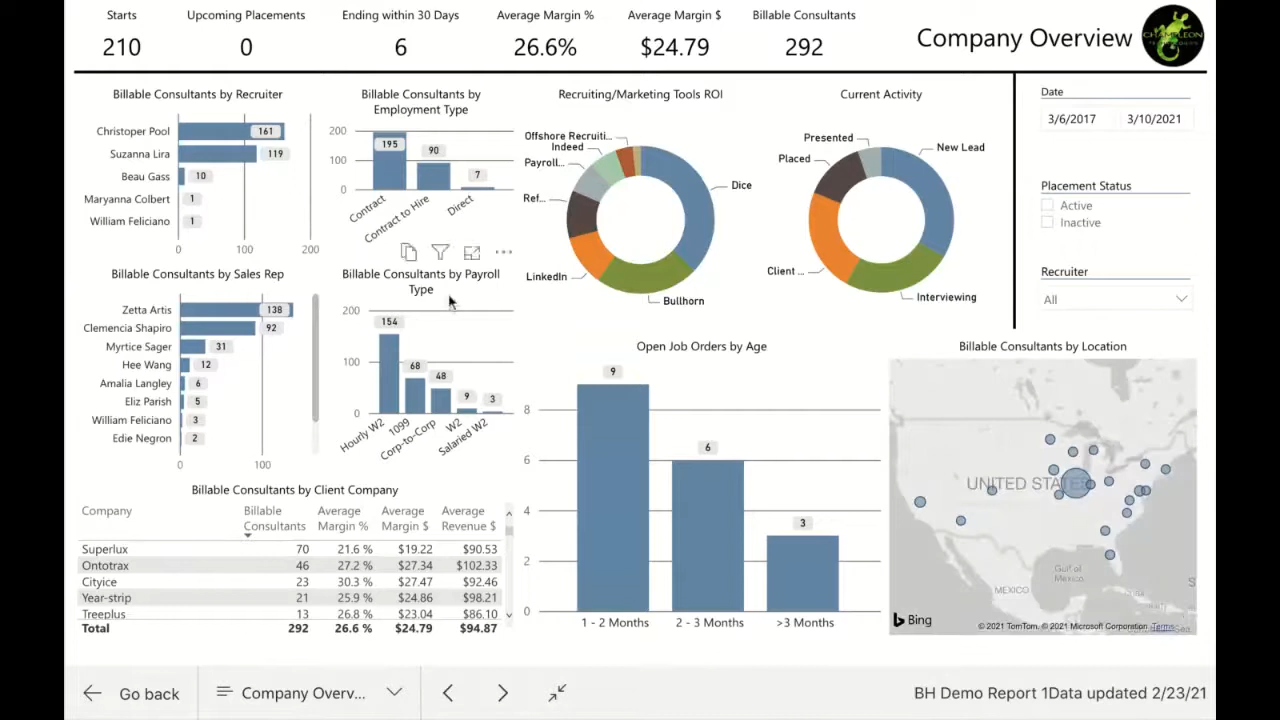 Starts
210
Upcoming Placements
0
Ending within 30 Days
6
Average Margin %
26.6%
Average Margin $
$24.79
Billable Consultants
292
Company Overview
Billable Consultants by Recruiter
Christoper Pool 161
Suzanna Lira 119
Beau Gass 10
Maryanna Colbert 1
William Feliciano 1
0 100 200
Billable Consultants by
Employment Type
200
100
0
195
90
7
Contract
Contract to Hire
Direct
Recruiting/Marketing Tools ROI
Offshore Recruiti...
Indeed
Payroll...
Ref...
LinkedIn
Dice
Bullhorn
Current Activity
Presented
Placed
Client ...
New Lead
Interviewing
Date
3/6/2017 3/10/2021
Placement Status
Active
Inactive
Recruiter
All
Billable Consultants by Sales Rep
Zetta Artis 138
Clemencia Shapiro 92
Myrtice Sager 31
Hee Wang 12
Amalia Langley 6
Eliz Parish 5
William Feliciano 3
Edie Negron 2
0 100
Billable Consultants by Payroll
Type
200
100
0
154
68
48
9
3
Hourly W2
1099
Corp-to-Corp
W2
Salaried W2
Open Job Orders by Age
8
6
4
2
0
9
6
3
1 - 2 Months
2 - 3 Months
>3 Months
Billable Consultants by Location
UNITED STATE
MEXICO
Gulf of
Mexico
Bing
© 2021 TomTom, © 2021 Microsoft Corporation Terms
Billable Consultants by Client Company
Company Billable Consultants Average Margin % Average Margin $ Average Revenue $
Superlux 70 21.6 % $19.22 $90.53
Ontotrax 46 27.2 % $27.34 $102.33
Cityice 23 30.3 % $27.47 $92.46
Year-strip 21 25.9 % $24.86 $98.21
Treeplus 13 26.8 % $23.04 $86.10
Total 292 26.6 % $24.79 $94.87
Go back
Company Overv...
BH Demo Report 1Data updated 2/23/21